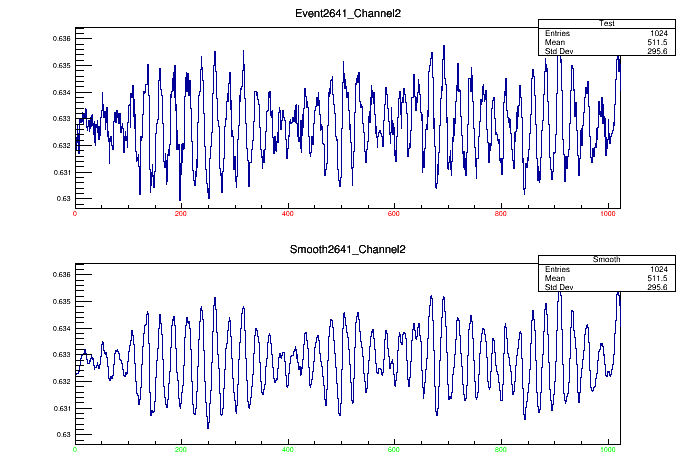 Event2641_Channel2
Test
Entries 1024
Mean 511.5
Std Dev 295.6
0.636
0.635
0.634
0.633
0.632
0.631
0.63
0 200 400 600 800 1000
Smooth2641_Channel2
Smooth
Entries 1024
Mean 511.5
Std Dev 295.6
0.636
0.635
0.634
0.633
0.632
0.631
0.63
0 200 400 600 800 1000